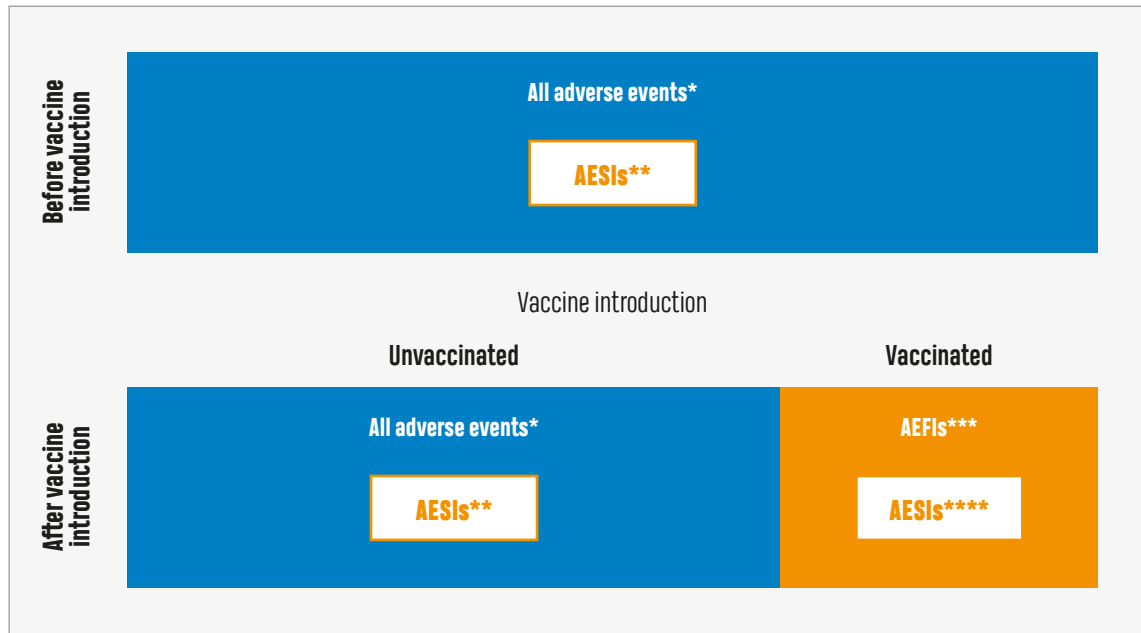 Before vaccine
introduction
All adverse events*
AESIs**
Vaccine introduction
Unvaccinated
Vaccinated
After vaccine
introduction
All adverse events*
AESIs**
AEFIs***
AESIs****